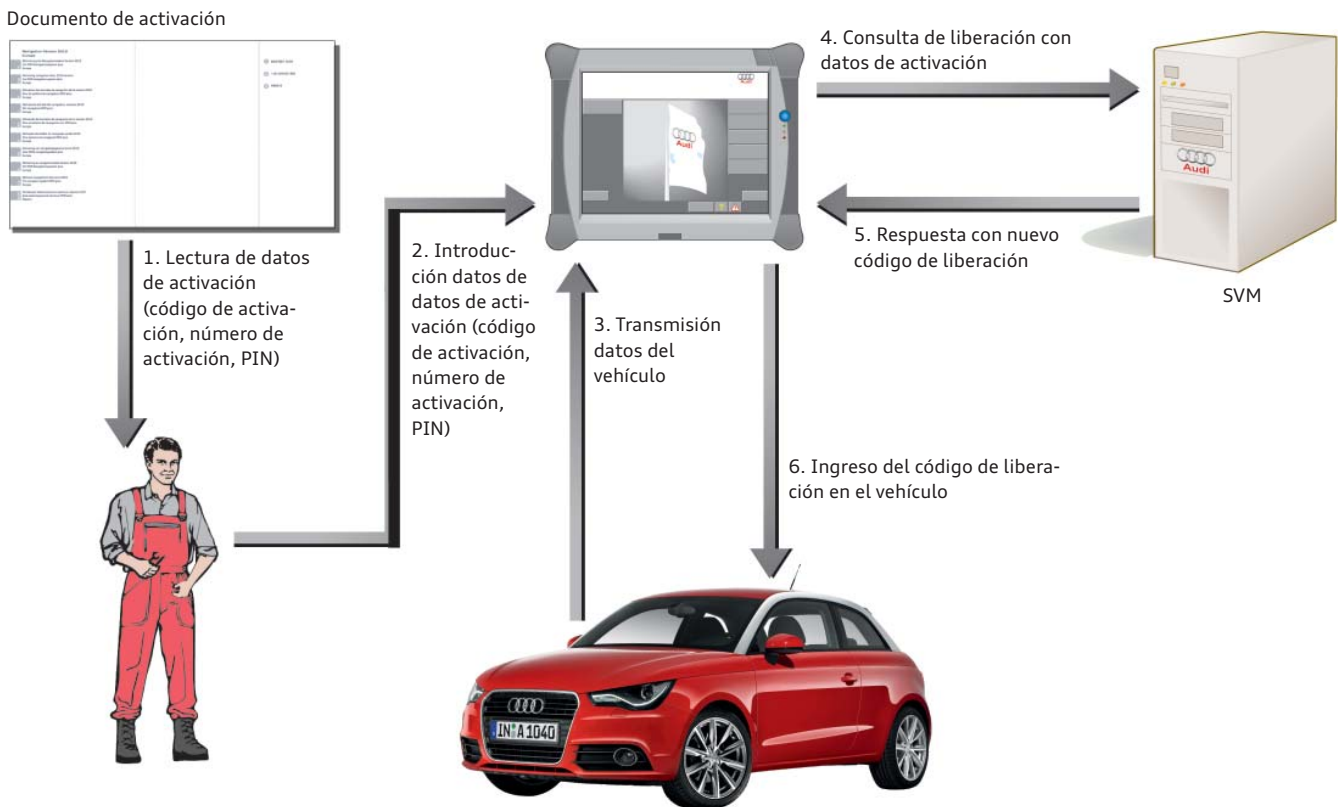 Documento de activación
4. Consulta de liberación con
datos de activación
Audi
Audi
Audi
5. Respuesta con nuevo
código de liberación
SVM
1. Lectura de datos
de activación
(código de activa-
ción, número de
activación, PIN)
2. Introduc-
ción datos de
datos de acti-
vación (código
de activación,
número de
activación,
PIN)
3. Transmisión
datos del
vehículo
6. Ingreso del código de libera-
ción en el vehículo
IN A 1040